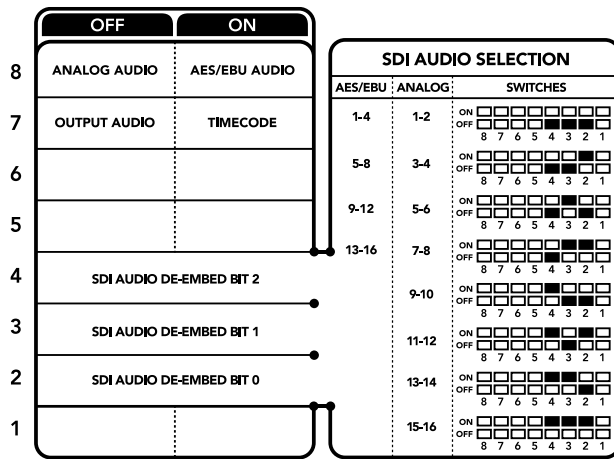 OFF ON
8 ANALOG AUDIO AES/EBU AUDIO
7 OUTPUT AUDIO TIMECODE
6
5
4 SDI AUDIO DE-EMBED BIT 2
3 SDI AUDIO DE-EMBED BIT 1
2 SDI AUDIO DE-EMBED BIT 0
1
SDI AUDIO SELECTION
AES/EBU ANALOG SWITCHES
1-4 1-2 ON
OFF
8 7 6 5 4 3 2 1
5-8 3-4 ON
OFF
8 7 6 5 4 3 2 1
9-12 5-6 ON
OFF
8 7 6 5 4 3 2 1
13-16 7-8 ON
OFF
8 7 6 5 4 3 2 1
9-10 ON
OFF
8 7 6 5 4 3 2 1
11-12 ON
OFF
8 7 6 5 4 3 2 1
13-14 ON
OFF
8 7 6 5 4 3 2 1
15-16 ON
OFF
8 7 6 5 4 3 2 1